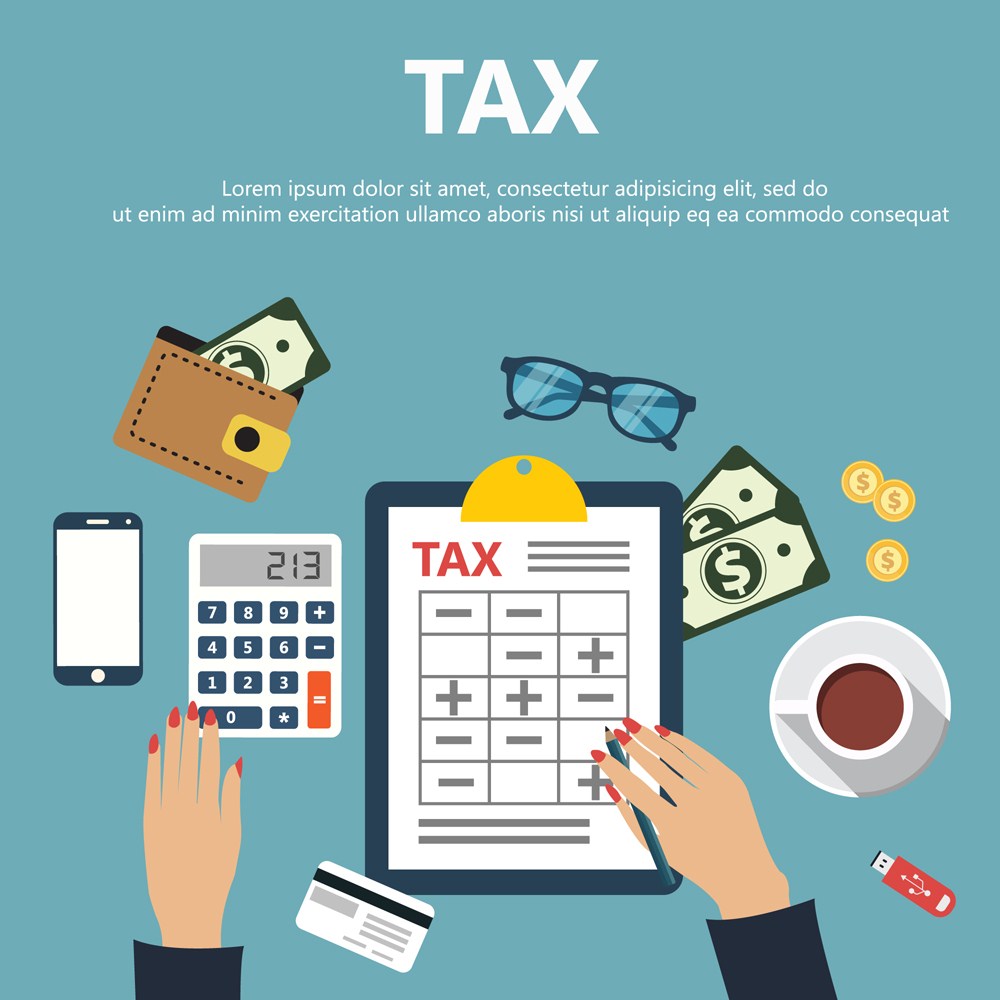 TAX
Lorem ipsum dolor sit amet, consectetur adipisicing elit, sed do
ut enim ad minim exercitation ullamco aboris nisi ut aliquip eq ea commodo consequat
$
$
$
$
$
$
213
TAX
7 8 9 +
4 5 6 −
1 2 3 =
0 *
− −
− +
+ + −
− −
− +